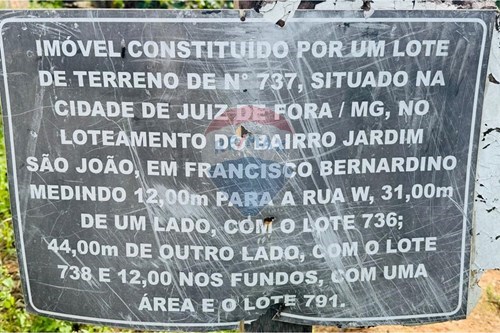 IMÓVEL CONSTITUÍDO POR UM LOTE
DE TERRENO DE N° 737, SITUADO NA
CIDADE DE JUIZ DE FORA / MG, NO
LOTEAMENTO DO BAIRRO JARDIM
SÃO JOÃO, EM FRANCISCO BERNARDINO
MEDINDO 12,00m PARA A RUA W, 31,00m
DE UM LADO, COM O LOTE 736;
44,00m DE OUTRO LADO, COM O LOTE
738 E 12,00 NOS FUNDOS, COM UMA
ÁREA E O LOTE 791.